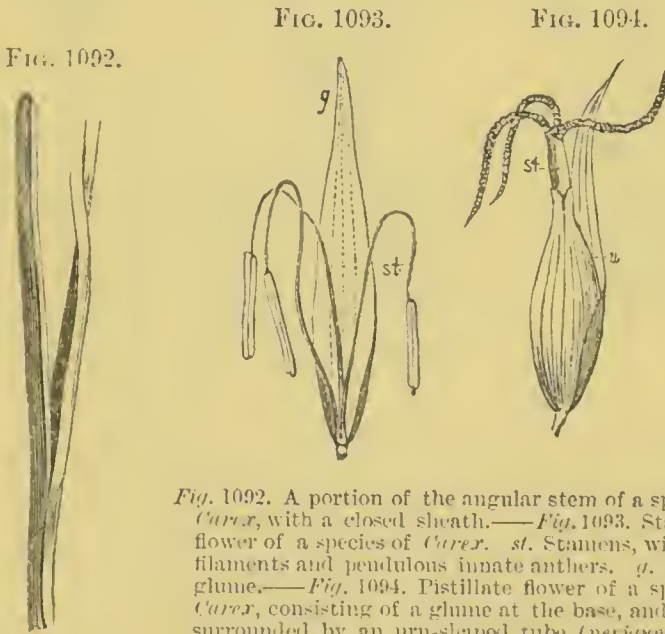 FIG. 1093.
FIG. 1094.
FIG. 1092.
g
st
st
u
Fig. 1092. A portion of the angular stem of a sp
Carex, with a closed sheath.——Fig. 1093. St
flower of a species of Carex. st. Stamens, wi
filaments and pendulous innate anthers. g.
glume.——Fig. 1094. Pistillate flower of a sp
Carex, consisting of a glume at the base, and
surrounded by an urn-shaped tube